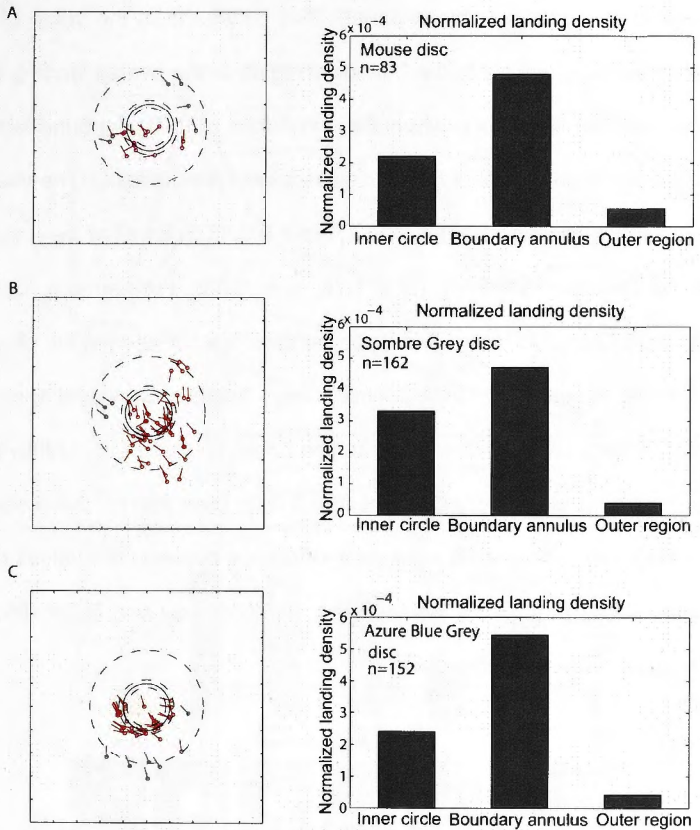 A
Normalized landing density
6×10⁻⁴
Mouse disc
n=83
Normalized landing density
5
4
3
2
1
0
Inner circle Boundary annulus Outer region
B
Normalized landing density
6×10⁻⁴
Sombre Grey disc
n=162
Normalized landing density
5
4
3
2
1
0
Inner circle Boundary annulus Outer region
C
Normalized landing density
6×10⁻⁴
Azure Blue Grey
disc
n=152
Normalized landing density
5
4
3
2
1
0
Inner circle Boundary annulus Outer region